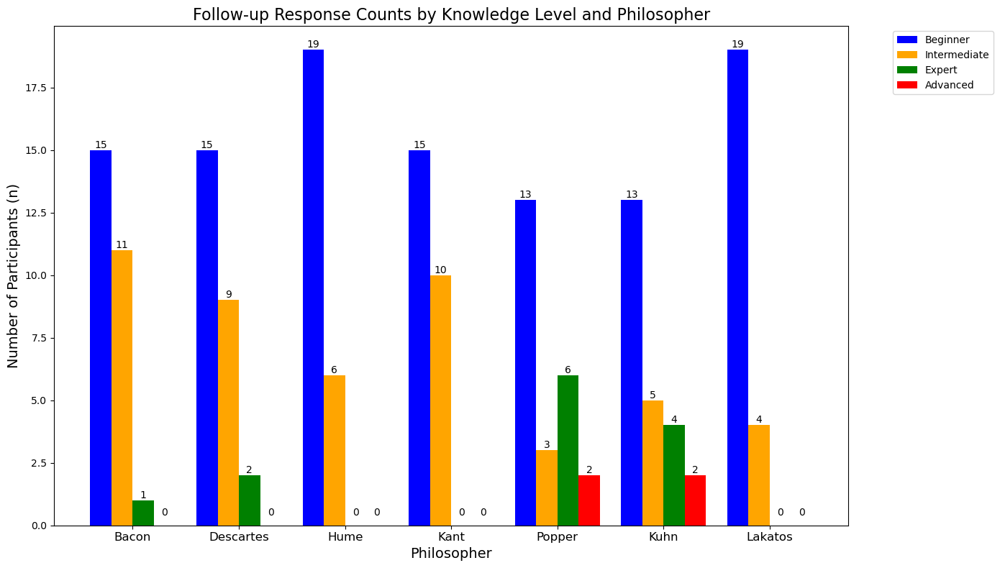 Follow-up Response Counts by Knowledge Level and Philosopher
Beginner
Intermediate
Expert
Advanced
Number of Participants (n)
17.5
15.0
12.5
10.0
7.5
5.0
2.5
0.0
15
11
1
0
15
9
2
0
19
6
0
0
15
10
0
0
13
3
6
2
13
5
4
2
19
4
0
0
Bacon
Descartes
Hume
Kant
Popper
Kuhn
Lakatos
Philosopher